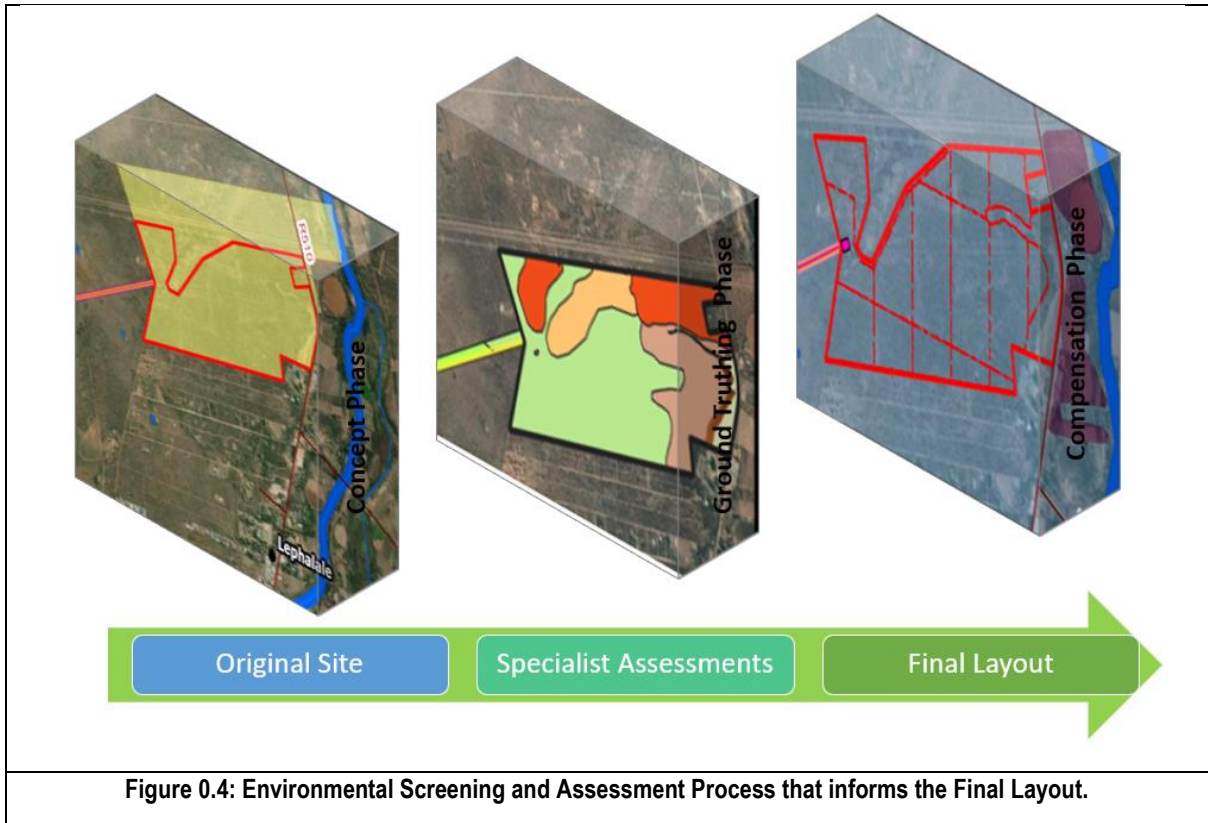 R510
Lephalale
Concept Phase
Ground Truthing Phase
Compensation Phase
Original Site
Specialist Assessments
Final Layout
Figure 0.4: Environmental Screening and Assessment Process that informs the Final Layout.